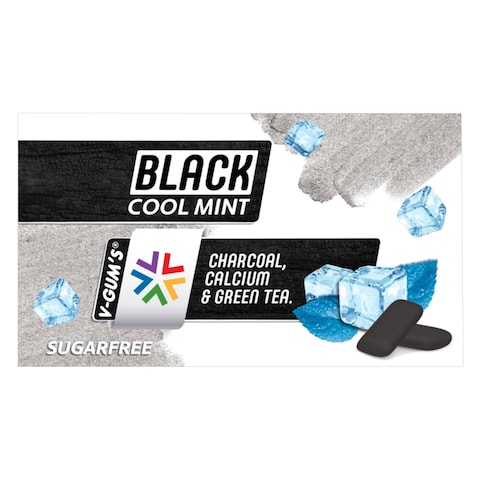 BLACK
COOL MINT
V-GUM'S®
CHARCOAL,
CALCIUM
& GREEN TEA.
SUGARFREE